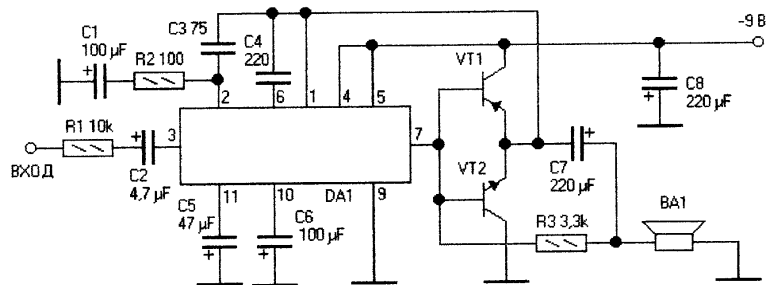 C1
100 µF
R2 100
C3 75
C4
220
-9 В
VT1
C8
220 µF
2
6
1
4
5
R1 10k
3
7
ВХОД
C2
4,7 µF
VT2
C7
220 µF
11
10
DA1
9
C5
47 µF
C6
100 µF
R3 3,3k
BA1
+
+
+
+
+
+